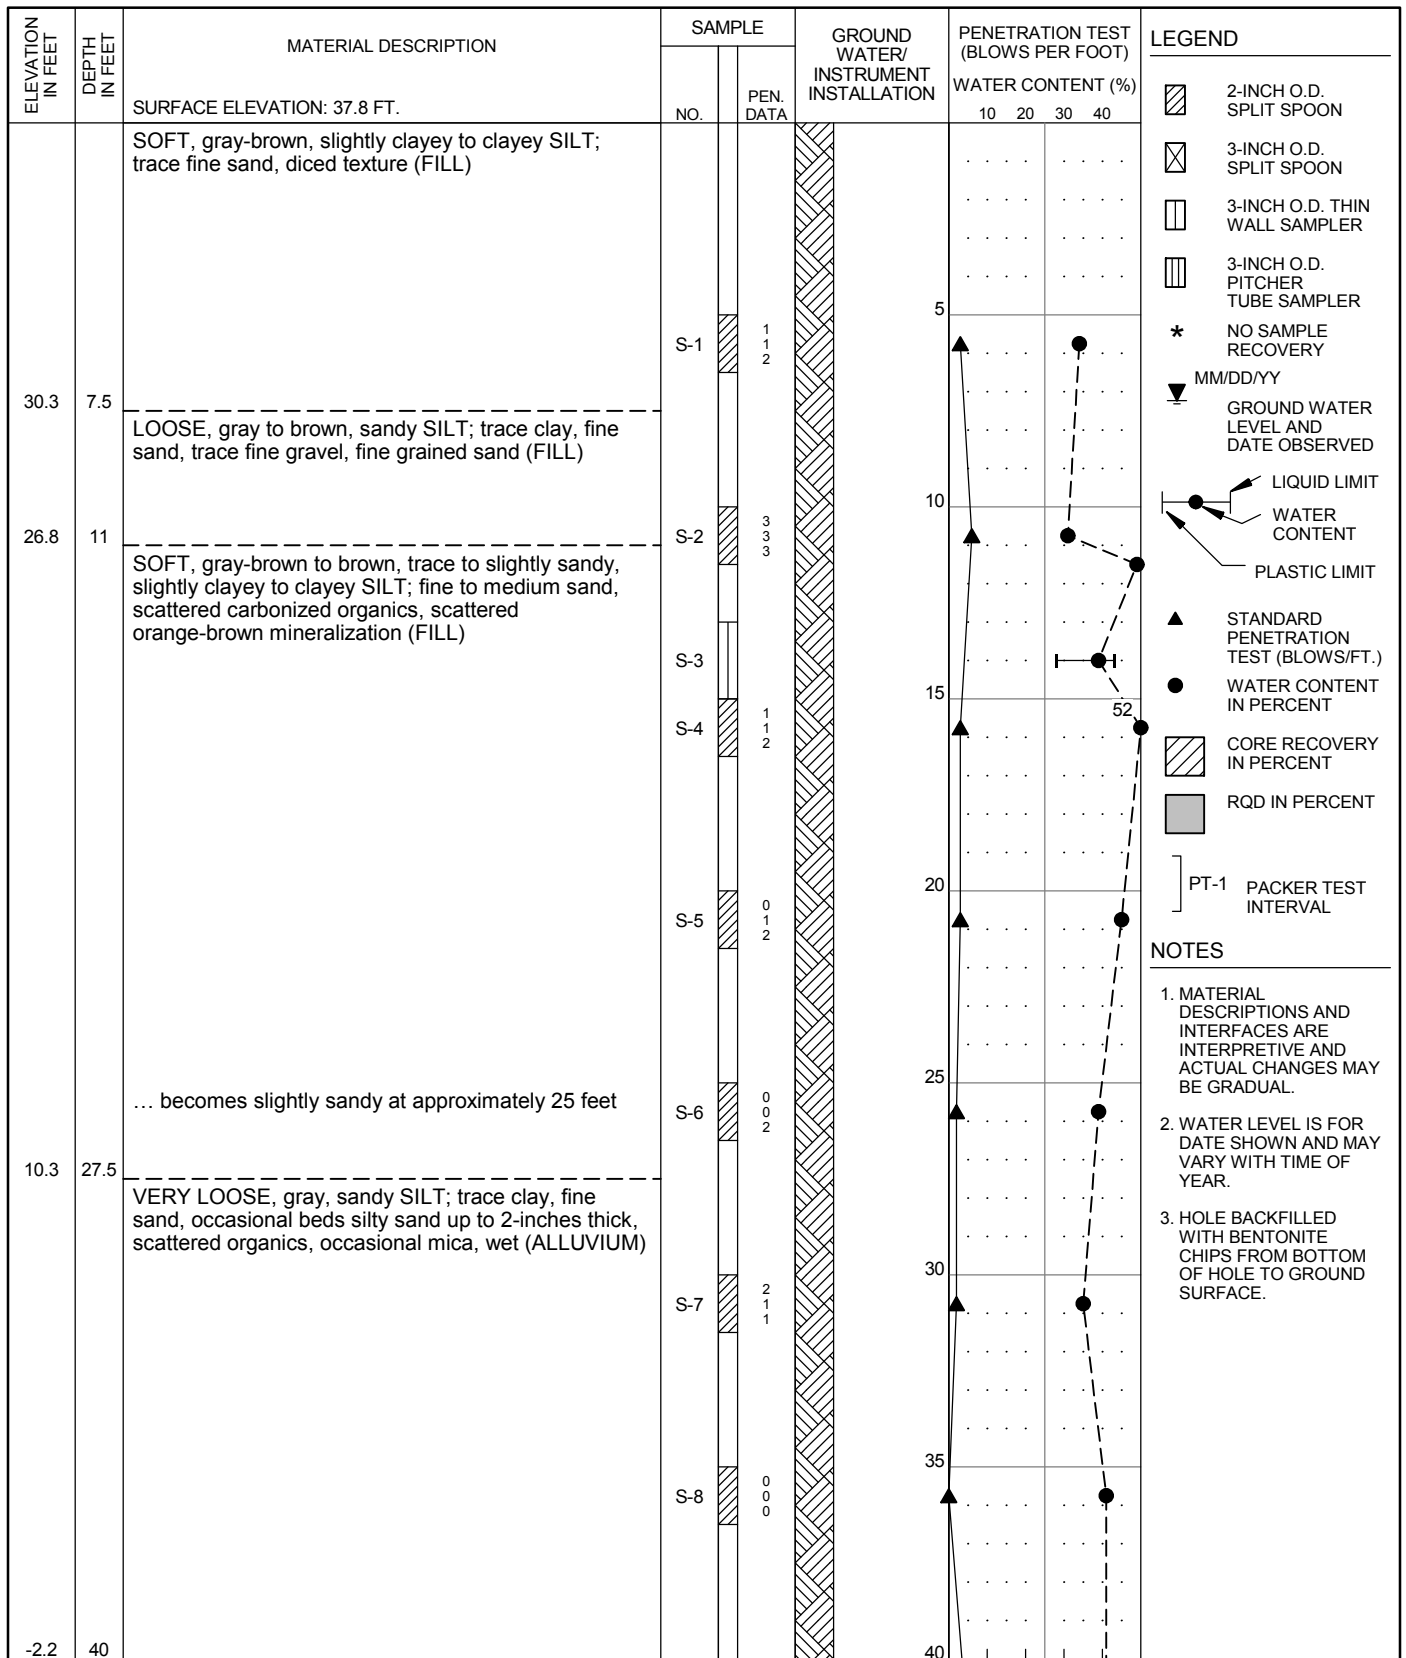 ELEVATION
IN FEET
DEPTH
IN FEET
MATERIAL DESCRIPTION
SURFACE ELEVATION: 37.8 FT.
SAMPLE
NO.
PEN.
DATA
GROUND
WATER/
INSTRUMENT
INSTALLATION
PENETRATION TEST
(BLOWS PER FOOT)
WATER CONTENT (%)
10 20 30 40
SOFT, gray-brown, slightly clayey to clayey SILT;
trace fine sand, diced texture (FILL)
5
S-1
1
1
2
30.3 7.5
LOOSE, gray to brown, sandy SILT; trace clay, fine
sand, trace fine gravel, fine grained sand (FILL)
10
S-2
3
3
3
26.8 11
SOFT, gray-brown to brown, trace to slightly sandy,
slightly clayey to clayey SILT; fine to medium sand,
scattered carbonized organics, scattered
orange-brown mineralization (FILL)
S-3
15
52
S-4
1
1
2
20
S-5
0
1
2
25
… becomes slightly sandy at approximately 25 feet
S-6
0
0
2
10.3 27.5
VERY LOOSE, gray, sandy SILT; trace clay, fine
sand, occasional beds silty sand up to 2-inches thick,
scattered organics, occasional mica, wet (ALLUVIUM)
30
S-7
2
1
1
35
S-8
0
0
0
-2.2 40
40
LEGEND
2-INCH O.D.
SPLIT SPOON
3-INCH O.D.
SPLIT SPOON
3-INCH O.D. THIN
WALL SAMPLER
3-INCH O.D.
PITCHER
TUBE SAMPLER
* NO SAMPLE
RECOVERY
MM/DD/YY
GROUND WATER
LEVEL AND
DATE OBSERVED
LIQUID LIMIT
WATER
CONTENT
PLASTIC LIMIT
STANDARD
PENETRATION
TEST (BLOWS/FT.)
WATER CONTENT
IN PERCENT
CORE RECOVERY
IN PERCENT
RQD IN PERCENT
PT-1 PACKER TEST
INTERVAL
NOTES
1. MATERIAL
DESCRIPTIONS AND
INTERFACES ARE
INTERPRETIVE AND
ACTUAL CHANGES MAY
BE GRADUAL.
2. WATER LEVEL IS FOR
DATE SHOWN AND MAY
VARY WITH TIME OF
YEAR.
3. HOLE BACKFILLED
WITH BENTONITE
CHIPS FROM BOTTOM
OF HOLE TO GROUND
SURFACE.